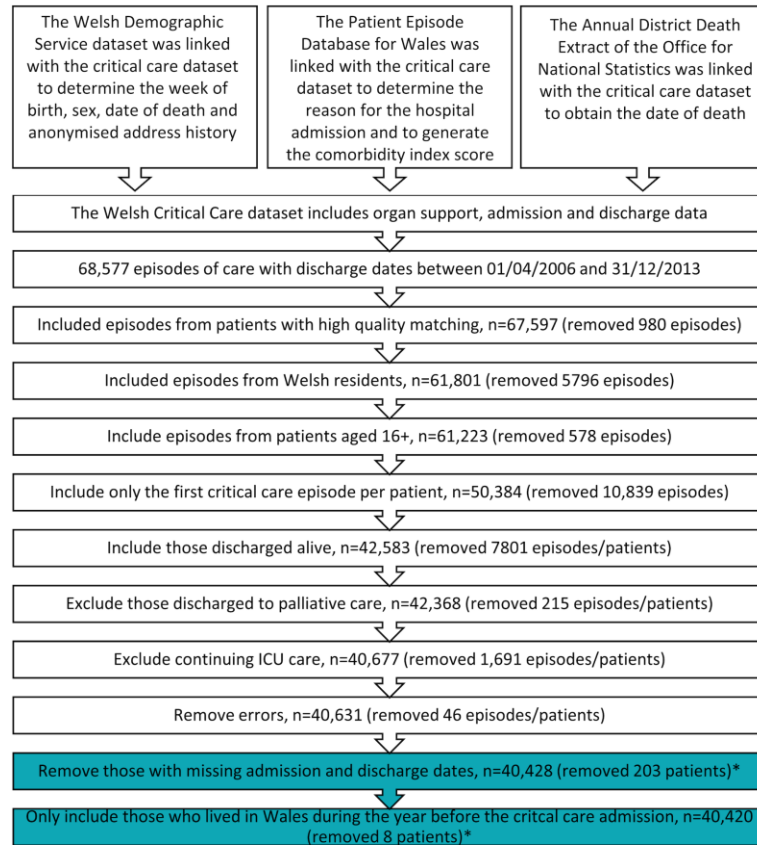 The Welsh Demographic
Service dataset was linked
with the critical care dataset
to determine the week of
birth, sex, date of death and
anonymised address history
The Patient Episode
Database for Wales was
linked with the critical care
dataset to determine the
reason for the hospital
admission and to generate
the comorbidity index score
The Annual District Death
Extract of the Office for
National Statistics was linked
with the critical care dataset
to obtain the date of death
The Welsh Critical Care dataset includes organ support, admission and discharge data
68,577 episodes of care with discharge dates between 01/04/2006 and 31/12/2013
Included episodes from patients with high quality matching, n=67,597 (removed 980 episodes)
Included episodes from Welsh residents, n=61,801 (removed 5796 episodes)
Include episodes from patients aged 16+, n=61,223 (removed 578 episodes)
Include only the first critical care episode per patient, n=50,384 (removed 10,839 episodes)
Include those discharged alive, n=42,583 (removed 7801 episodes/patients)
Exclude those discharged to palliative care, n=42,368 (removed 215 episodes/patients)
Exclude continuing ICU care, n=40,677 (removed 1,691 episodes/patients)
Remove errors, n=40,631 (removed 46 episodes/patients)
Remove those with missing admission and discharge dates, n=40,428 (removed 203 patients)*
Only include those who lived in Wales during the year before the critcal care admission, n=40,420
(removed 8 patients)*